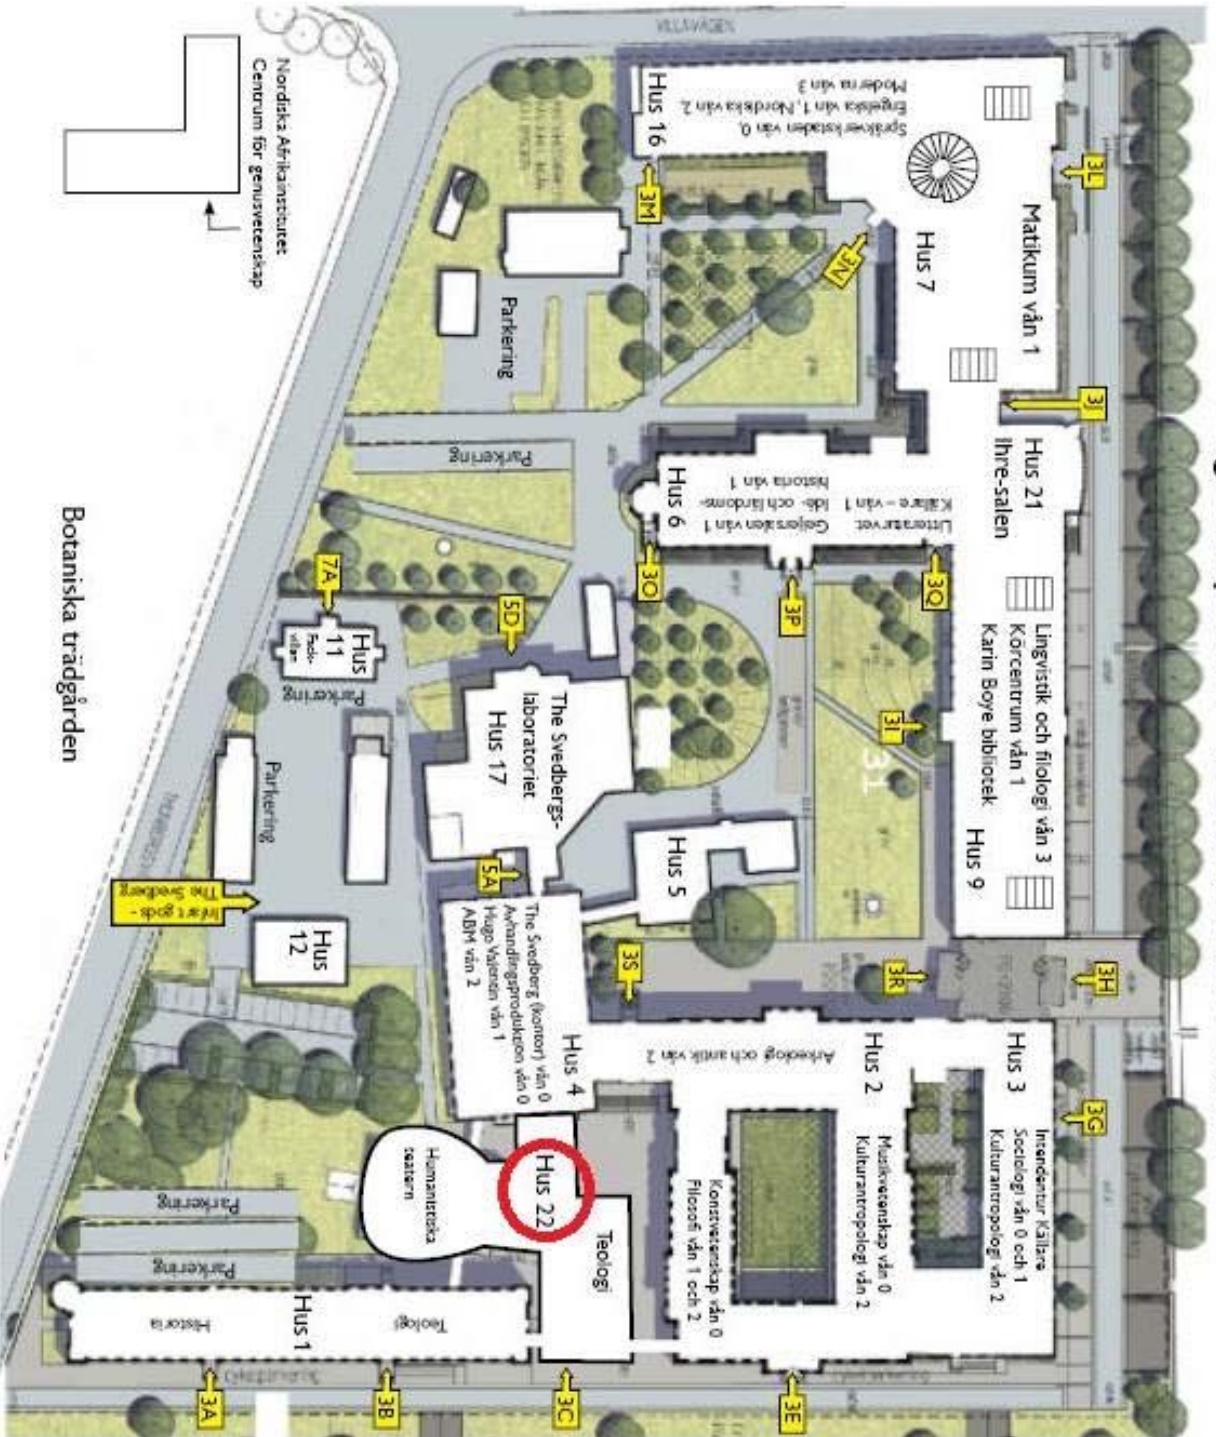 VILLAVÄGEN
Nordiska Afrikainstitutet
Centrum för genusvetenskap
Hus 16
Språkverkstaden vån 0,
Engelska vån 1, Nordiska vån 2,
Moderna vån 3
3L
3M
3N
Matikum vån 1
Hus 7
Parkering
3J
Parkering
Hus 21
Ihre-salen
Hus 6
Litteraturvet.
Källare – vån 1
Geijersalen vån 1
Idé- och lärdoms-
historia vån 1
3O
3P
3Q
Botaniska trädgården
7A
Hus
11
Parkering
5D
The Svedbergs-
laboratoriet
Hus 17
Lingvistik och filologi vån 3
Körcentrum vån 1
Karin Boye bibliotek
3I
31
Hus 9
Hus 5
5A
Parkering
Infart gods-
The Svedberg
Hus
12
The Svedberg (kontor) vån 0
Avhandlingsproduktion vån 0
Hugo Valentin vån 1
ABM vån 2
Hus 4
3S
3R
3H
Hus 3
Hus 2
Arkeologi och antik vån 2
3G
Intendentur Källare
Sociologi vån 0 och 1
Kulturantropologi vån 2
Musikvetenskap vån 0
Kulturantropologi vån 2
Konstvetenskap vån 0
Filosofi vån 1 och 2
Hus 22
Humanistiska
teatern
Teologi
Parkering
Parkering
Hus 1
Historia
Teologi
3A
3B
3C
3E